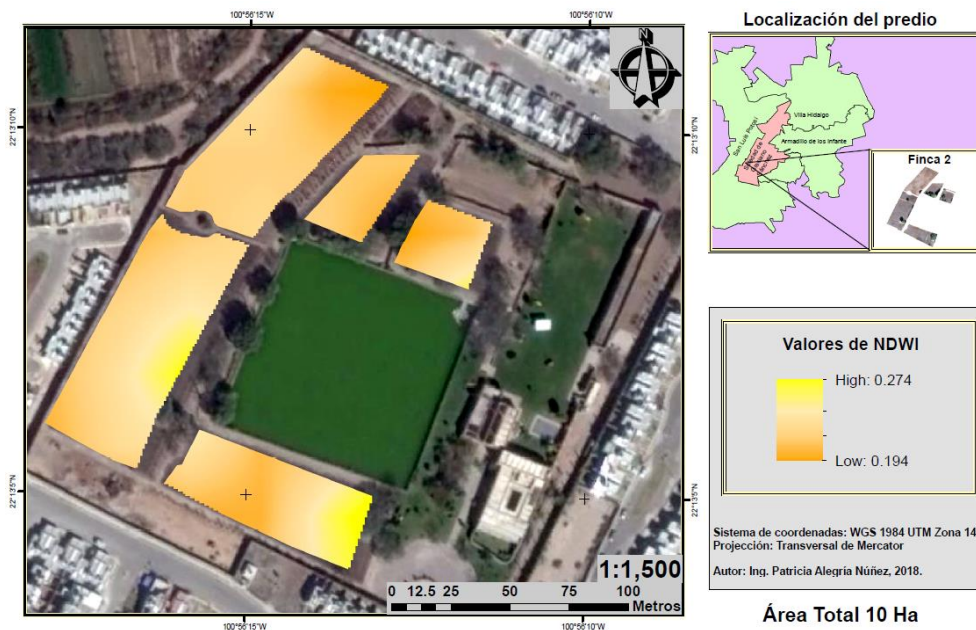 100°56'15"W
100°56'10"W
22°13'10"N
22°13'10"N
N
22°13'5"N
22°13'5"N
1:1,500
0 12.5 25 50 75 100
Metros
100°56'15"W
100°56'10"W
Localización del predio
Villa Hidalgo
San Luis Potosí
Armadillo de los Infante
Finca 2
Valores de NDWI
High: 0.274
Low: 0.194
Sistema de coordenadas: WGS 1984 UTM Zona 14
Projección: Transversal de Mercator
Autor: Ing. Patricia Alegría Núñez, 2018.
Área Total 10 Ha